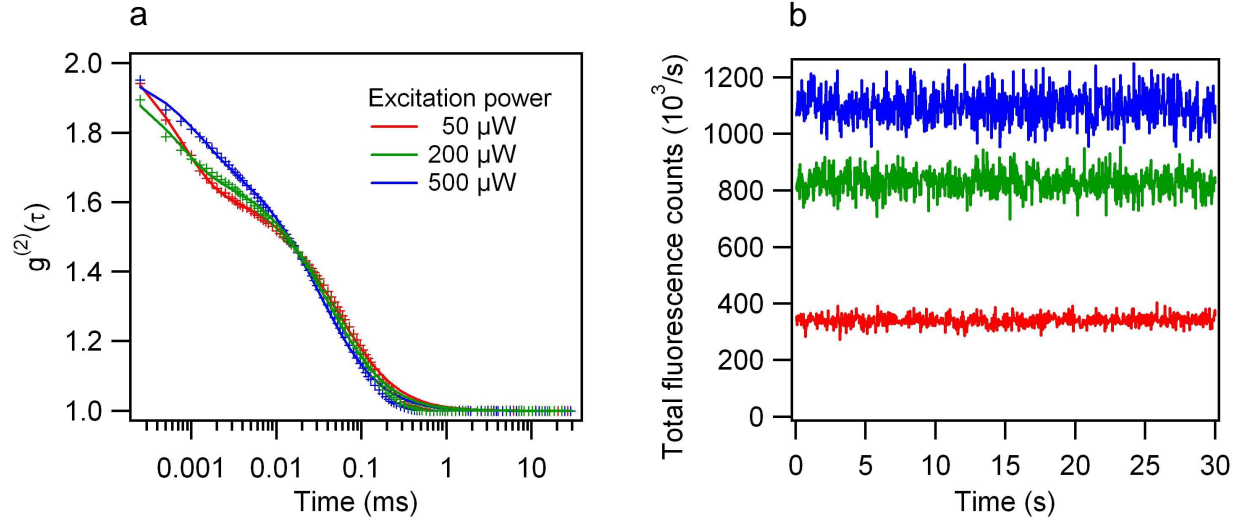 a
2.0
1.8
1.6
1.4
1.2
1.0
g⁽²⁾(τ)
Excitation power
50 µW
200 µW
500 µW
0.001 0.01 0.1 1 10
Time (ms)
b
1200
1000
800
600
400
200
0
Total fluorescence counts (10³/s)
0 5 10 15 20 25 30
Time (s)